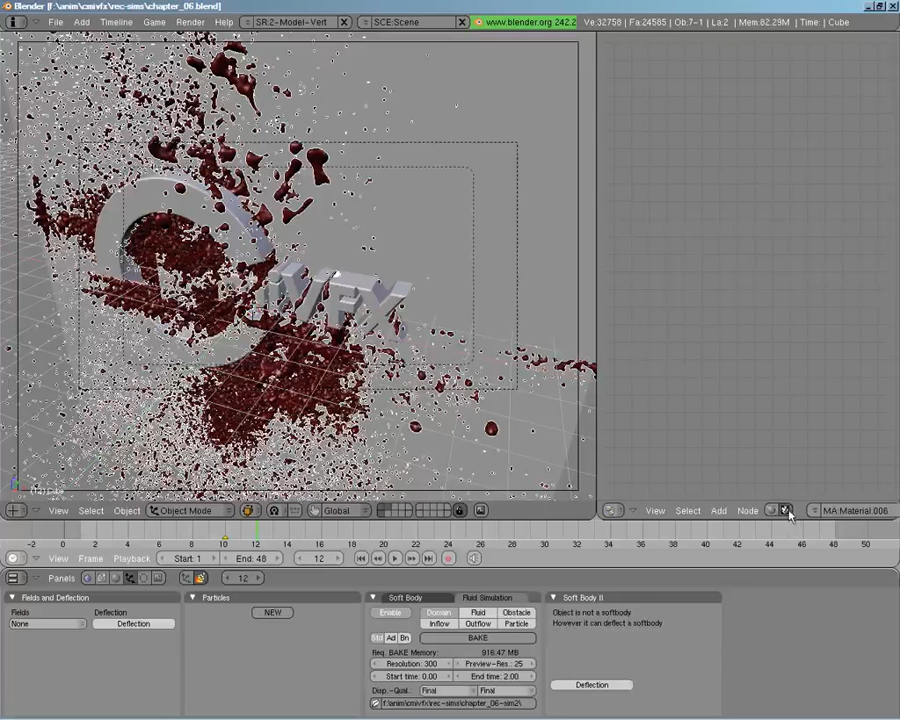 Blender [f:\anim\cmivfx\rec-sims\chapter_06.blend]
File Add Timeline Game Render Help SR:2-Model-Vert SCE:Scene www.blender.org 242.2 Ve:32758 | Fa:24585 | Ob:7-1 | La:2 | Mem:82.29M | Time: | Cube
iVFX
View Select Object Object Mode Global
View Select Add Node MA:Material.006
-2 0 2 4 6 8 10 12 14 16 18 20 22 24 26 28 30 32 34 36 38 40 42 44 46 48 50
View Frame Playback Start: 1 End: 48 12
Panels 12
Fields and Deflection Particles Soft Body Fluid Simulation Soft Body II
Fields Deflection NEW Enable Domain Fluid Obstacle Object is not a softbody
None Deflection Inflow Outflow Particle However it can deflect a softbody
Std Ad Bn BAKE
Req. BAKE Memory: 916.47 MB
Resolution: 300 Preview-Res.: 25
Start time: 0.00 End time: 2.00
Deflection
Disp.-Qual.: Final Final
f:\anim\cmivfx\rec-sims\chapter_06-sim2\